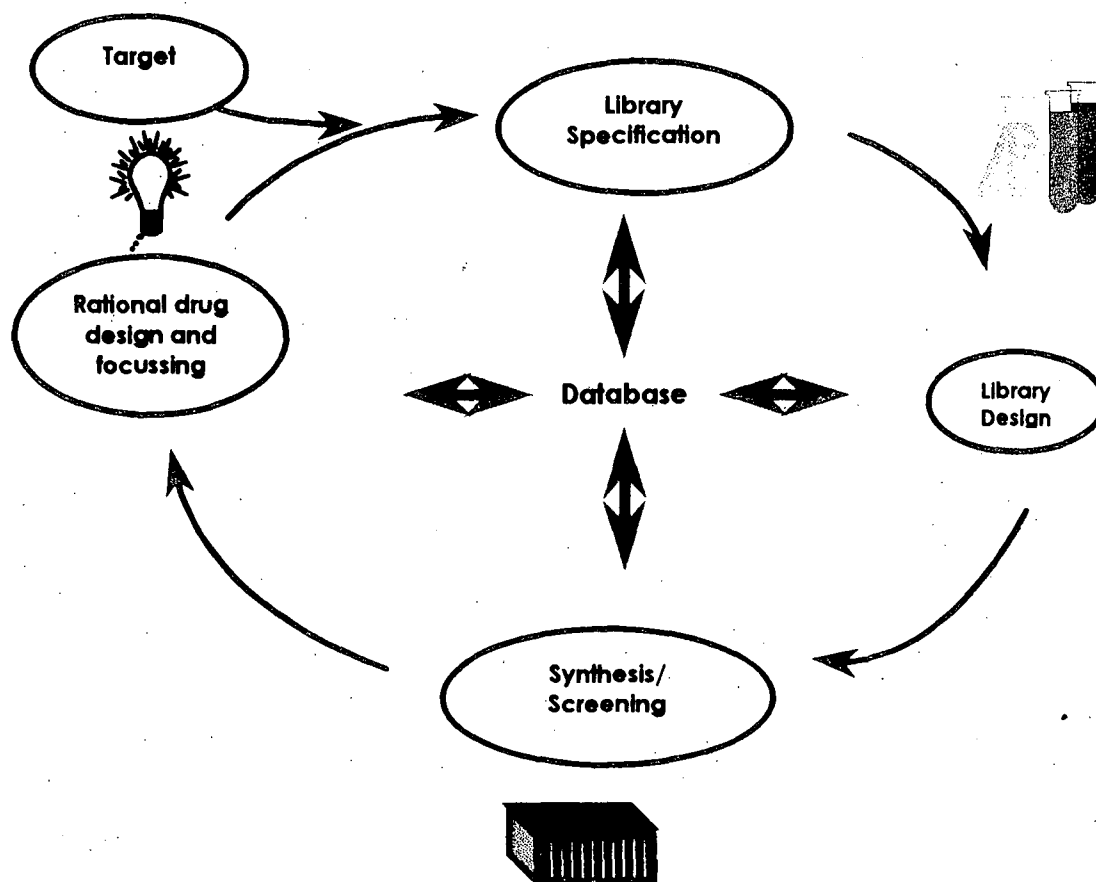 Target
Library
Specification
Rational drug
design and
focussing
Database
Library
Design
Synthesis/
Screening